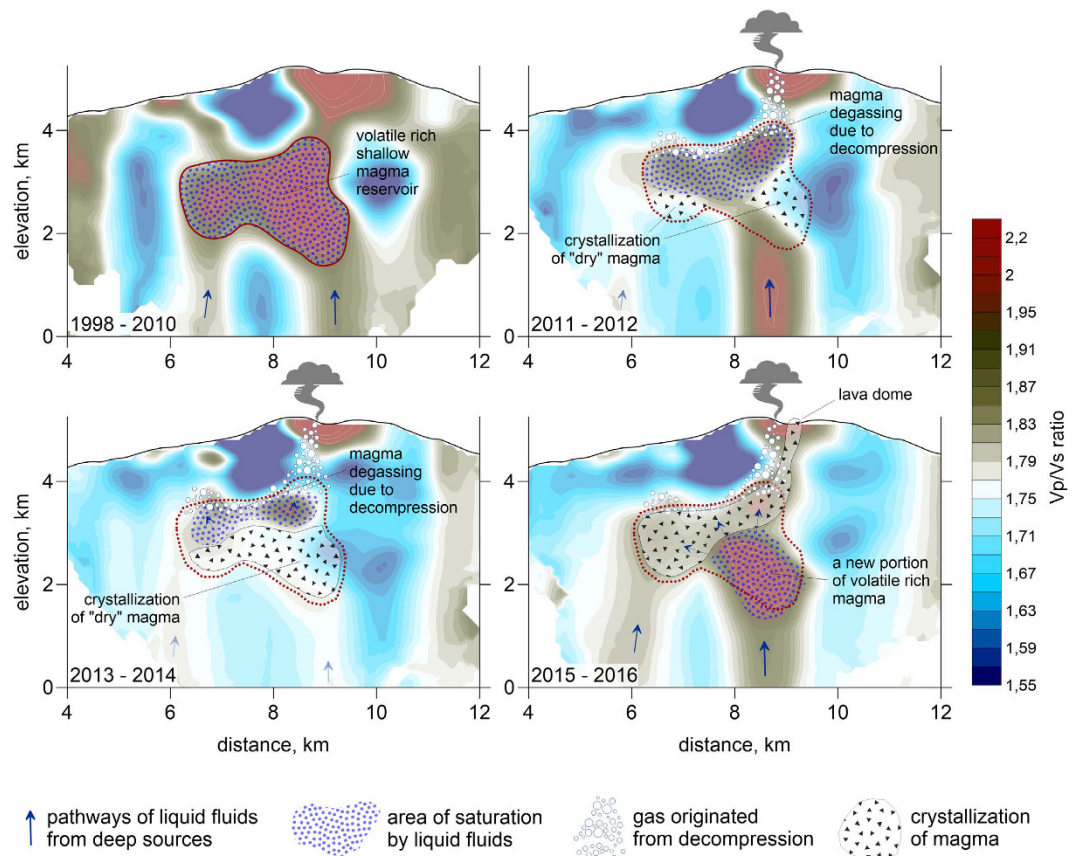 elevation, km
4
2
0
volatile rich
shallow
magma
reservoir
1998 - 2010
4
6
8
10
12
4
2
0
magma
degassing
due to
decompression
crystallization
of "dry" magma
2011 - 2012
4
6
8
10
12
elevation, km
4
2
0
magma
degassing
due to
decompression
crystallization
of "dry" magma
2013 - 2014
4
6
8
10
12
distance, km
4
2
0
lava dome
a new portion
of volatile rich
magma
2015 - 2016
4
6
8
10
12
distance, km
2,2
2
1,95
1,91
1,87
1,83
1,79
1,75
1,71
1,67
1,63
1,59
1,55
Vp/Vs ratio
pathways of liquid fluids
from deep sources
area of saturation
by liquid fluids
gas originated
from decompression
crystallization
of magma